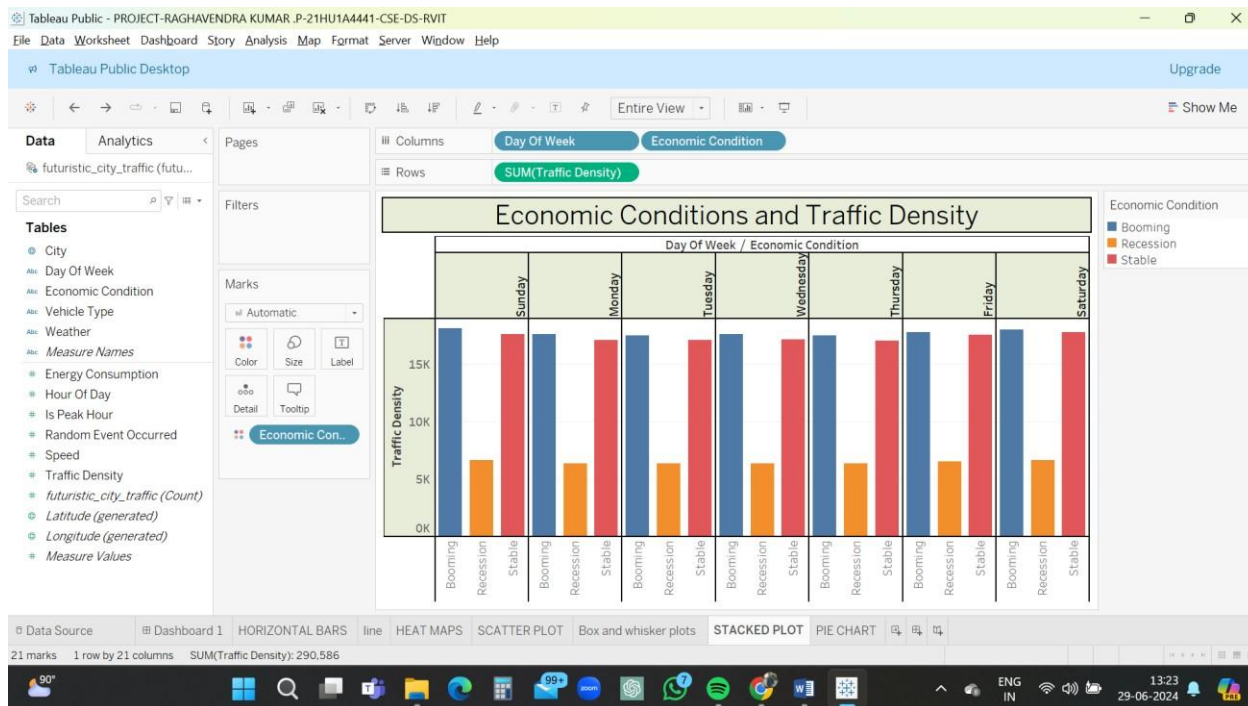 Tableau Public - PROJECT-RAGHAVENDRA KUMAR .P-21HU1A4441-CSE-DS-RVIT
File Data Worksheet Dashboard Story Analysis Map Format Server Window Help
Tableau Public Desktop Upgrade
Entire View Show Me
Data Analytics
futuristic_city_traffic (futu...
Search
Tables
City
Abc Day Of Week
Abc Economic Condition
Abc Vehicle Type
Abc Weather
Abc Measure Names
# Energy Consumption
# Hour Of Day
# Is Peak Hour
# Random Event Occurred
# Speed
# Traffic Density
# futuristic_city_traffic (Count)
Latitude (generated)
Longitude (generated)
# Measure Values
Pages
Filters
Marks
Automatic
Color Size Label
Detail Tooltip
Economic Con..
Columns Day Of Week Economic Condition
Rows SUM(Traffic Density)
Economic Conditions and Traffic Density
Day Of Week / Economic Condition
Sunday Monday Tuesday Wednesday Thursday Friday Saturday
Traffic Density
15K
10K
5K
0K
Booming Recession Stable Booming Recession Stable Booming Recession Stable Booming Recession Stable Booming Recession Stable Booming Recession Stable Booming Recession Stable
Economic Condition
Booming
Recession
Stable
Data Source Dashboard 1 HORIZONTAL BARS line HEAT MAPS SCATTER PLOT Box and whisker plots STACKED PLOT PIE CHART
21 marks 1 row by 21 columns SUM(Traffic Density): 290,586
90° 99+ zoom 7 ENG 13:23
IN 29-06-2024 PRE